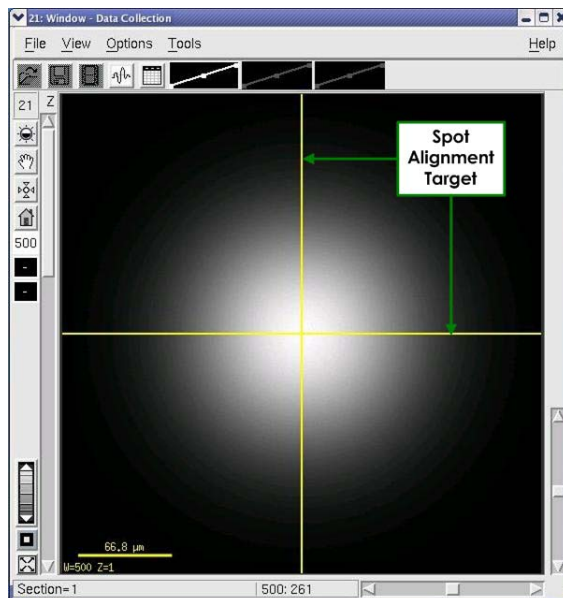 21: Window - Data Collection
File View Options Tools Help
21 Z
500
Spot
Alignment
Target
66.8 µm
W=500 Z=1
Section=1 500: 261